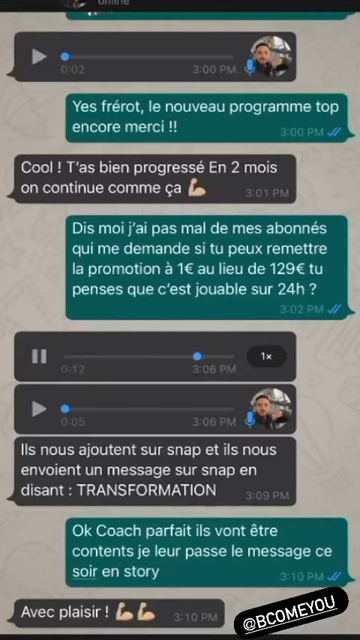 online
0:02 3:00 PM
Yes frérot, le nouveau programme top
encore merci !!
3:00 PM
Cool ! T'as bien progressé En 2 mois
on continue comme ça 💪🏼
3:01 PM
Dis moi j'ai pas mal de mes abonnés
qui me demande si tu peux remettre
la promotion à 1€ au lieu de 129€ tu
penses que c'est jouable sur 24h ?
3:02 PM
1×
0:12 3:06 PM
0:05 3:06 PM
Ils nous ajoutent sur snap et ils nous
envoient un message sur snap en
disant : TRANSFORMATION
3:09 PM
Ok Coach parfait ils vont être
contents je leur passe le message ce
soir en story
3:10 PM
Avec plaisir ! 💪🏼💪🏼 3:10 PM
@BCOMEYOU